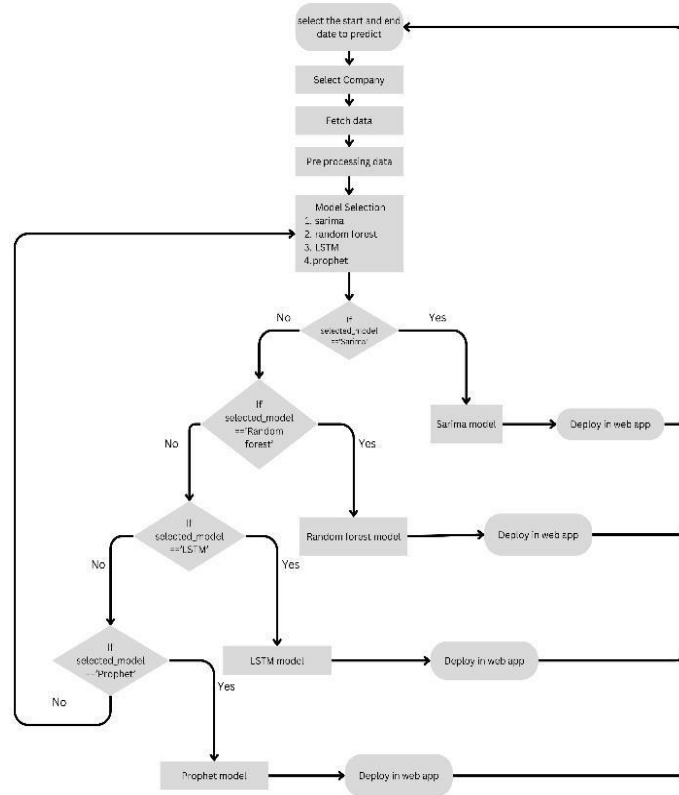 select the start and end
date to predict
Select Company
Fetch data
Pre processing data
Model Selection
1. sarima
2. random forest
3. LSTM
4.prophet
No
If
selected_model
=='Sarima'
Yes
If
selected_model
=='Random
forest'
Sarima model
Deploy in web app
No
Yes
If
selected_model
=='LSTM'
Random forest model
Deploy in web app
No
Yes
If
selected_model
=='Prophet'
LSTM model
Deploy in web app
No
Yes
Prophet model
Deploy in web app